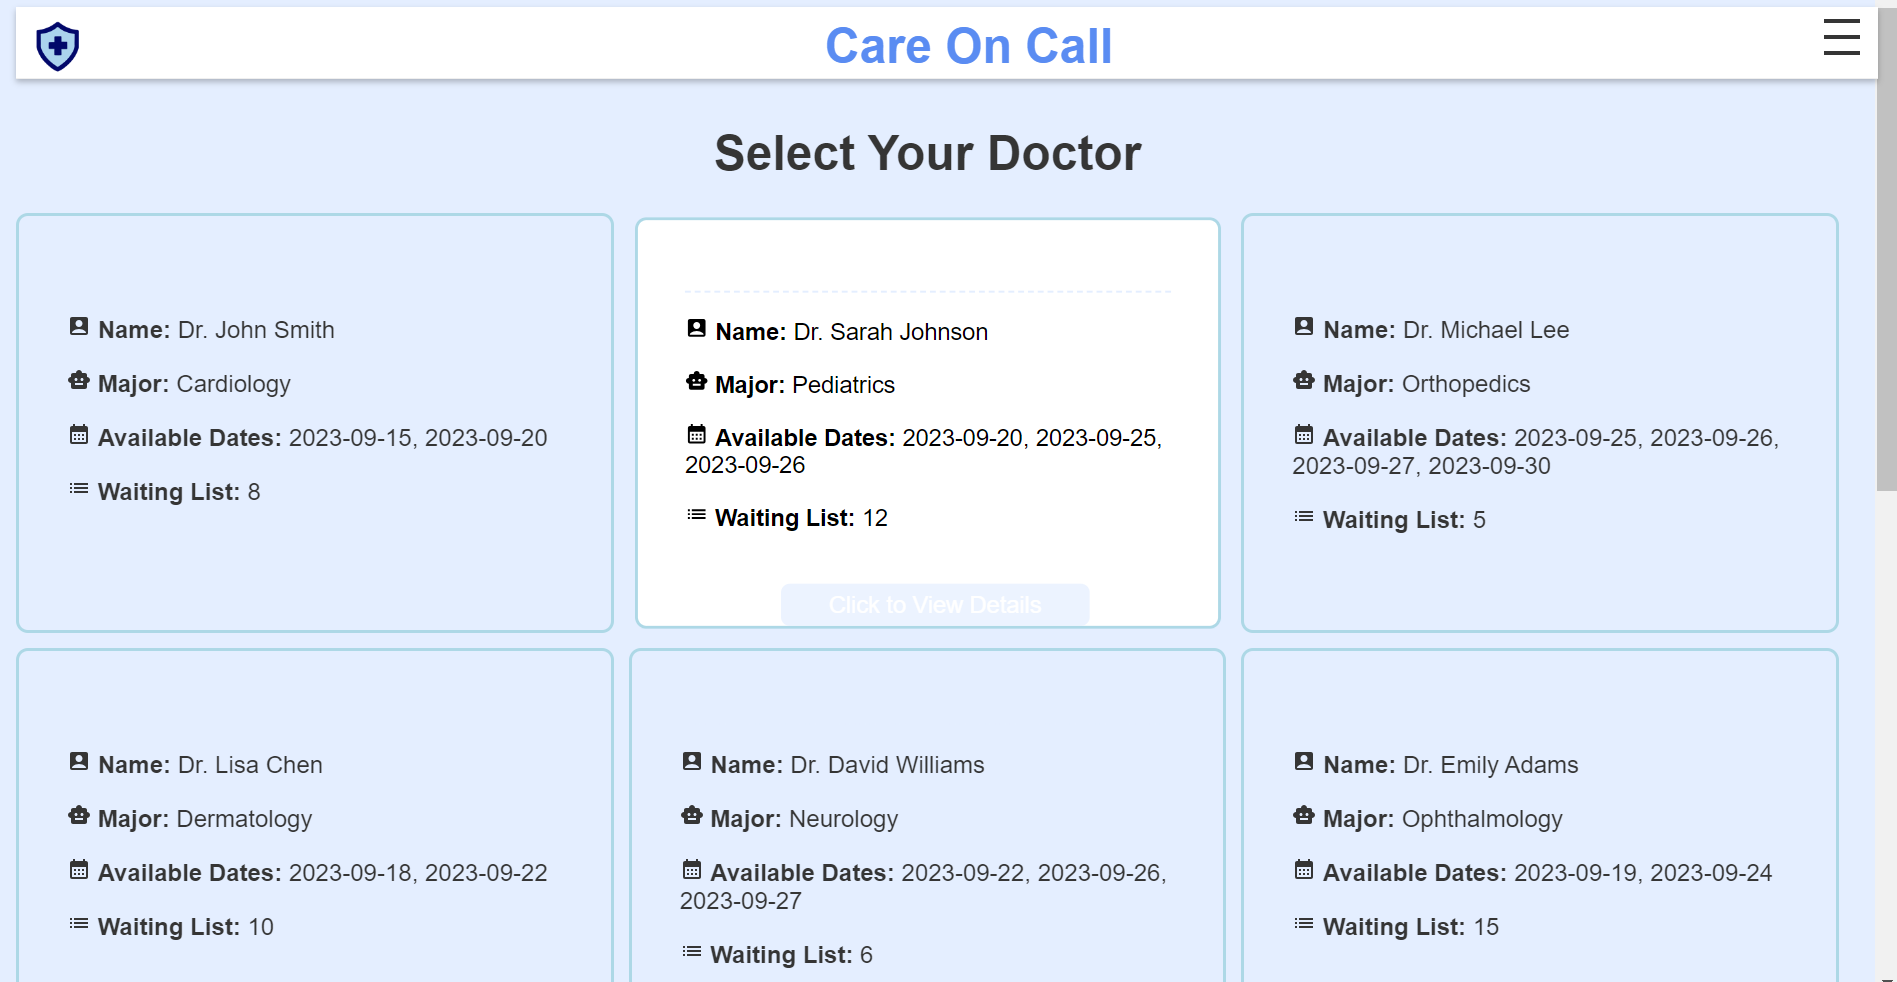 Care On Call
Select Your Doctor
Name: Dr. John Smith
Major: Cardiology
Available Dates: 2023-09-15, 2023-09-20
Waiting List: 8
Name: Dr. Sarah Johnson
Major: Pediatrics
Available Dates: 2023-09-20, 2023-09-25,
2023-09-26
Waiting List: 12
Click to View Details
Name: Dr. Michael Lee
Major: Orthopedics
Available Dates: 2023-09-25, 2023-09-26,
2023-09-27, 2023-09-30
Waiting List: 5
Name: Dr. Lisa Chen
Major: Dermatology
Available Dates: 2023-09-18, 2023-09-22
Waiting List: 10
Name: Dr. David Williams
Major: Neurology
Available Dates: 2023-09-22, 2023-09-26,
2023-09-27
Waiting List: 6
Name: Dr. Emily Adams
Major: Ophthalmology
Available Dates: 2023-09-19, 2023-09-24
Waiting List: 15